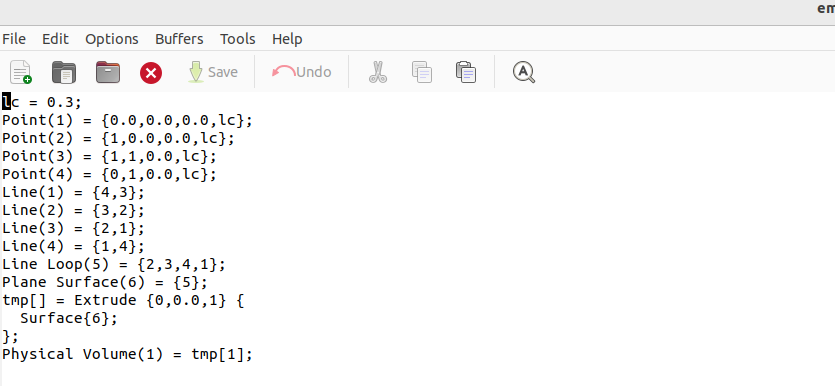 em
File Edit Options Buffers Tools Help
Save Undo
lc = 0.3;
Point(1) = {0.0,0.0,0.0,lc};
Point(2) = {1,0.0,0.0,lc};
Point(3) = {1,1,0.0,lc};
Point(4) = {0,1,0.0,lc};
Line(1) = {4,3};
Line(2) = {3,2};
Line(3) = {2,1};
Line(4) = {1,4};
Line Loop(5) = {2,3,4,1};
Plane Surface(6) = {5};
tmp[] = Extrude {0,0.0,1} {
  Surface{6};
};
Physical Volume(1) = tmp[1];